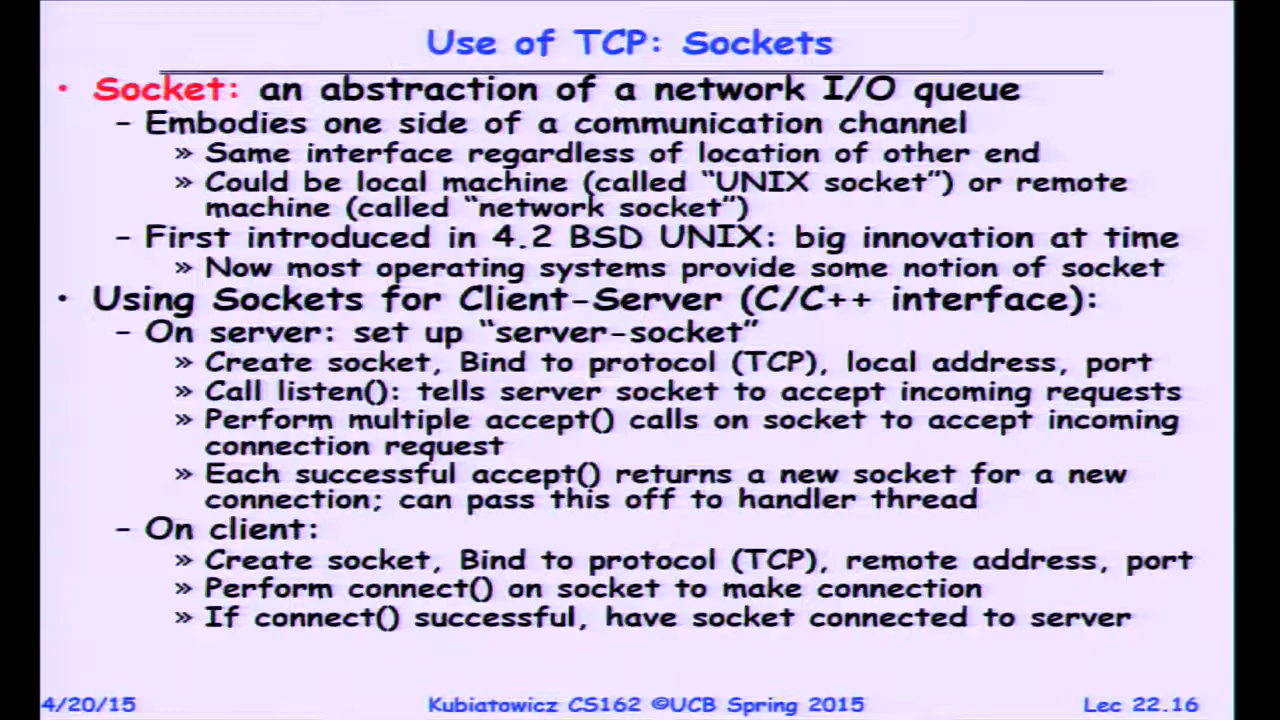 Use of TCP: Sockets
• Socket: an abstraction of a network I/O queue
– Embodies one side of a communication channel
» Same interface regardless of location of other end
» Could be local machine (called “UNIX socket”) or remote
machine (called “network socket”)
– First introduced in 4.2 BSD UNIX: big innovation at time
» Now most operating systems provide some notion of socket
• Using Sockets for Client-Server (C/C++ interface):
– On server: set up “server-socket”
» Create socket, Bind to protocol (TCP), local address, port
» Call listen(): tells server socket to accept incoming requests
» Perform multiple accept() calls on socket to accept incoming
connection request
» Each successful accept() returns a new socket for a new
connection; can pass this off to handler thread
– On client:
» Create socket, Bind to protocol (TCP), remote address, port
» Perform connect() on socket to make connection
» If connect() successful, have socket connected to server
4/20/15 Kubiatowicz CS162 ©UCB Spring 2015 Lec 22.16